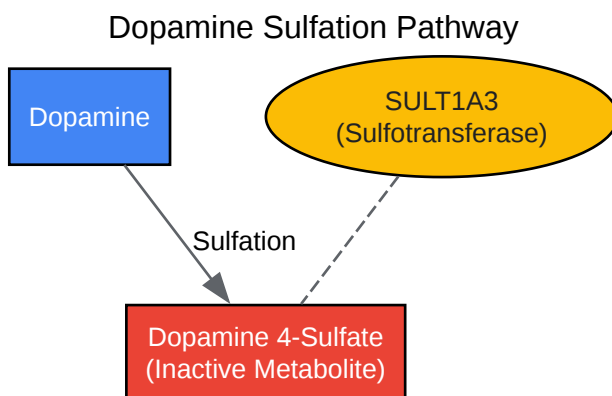 Dopamine Sulfation Pathway
Dopamine
SULT1A3
(Sulfotransferase)
Sulfation
Dopamine 4-Sulfate
(Inactive Metabolite)